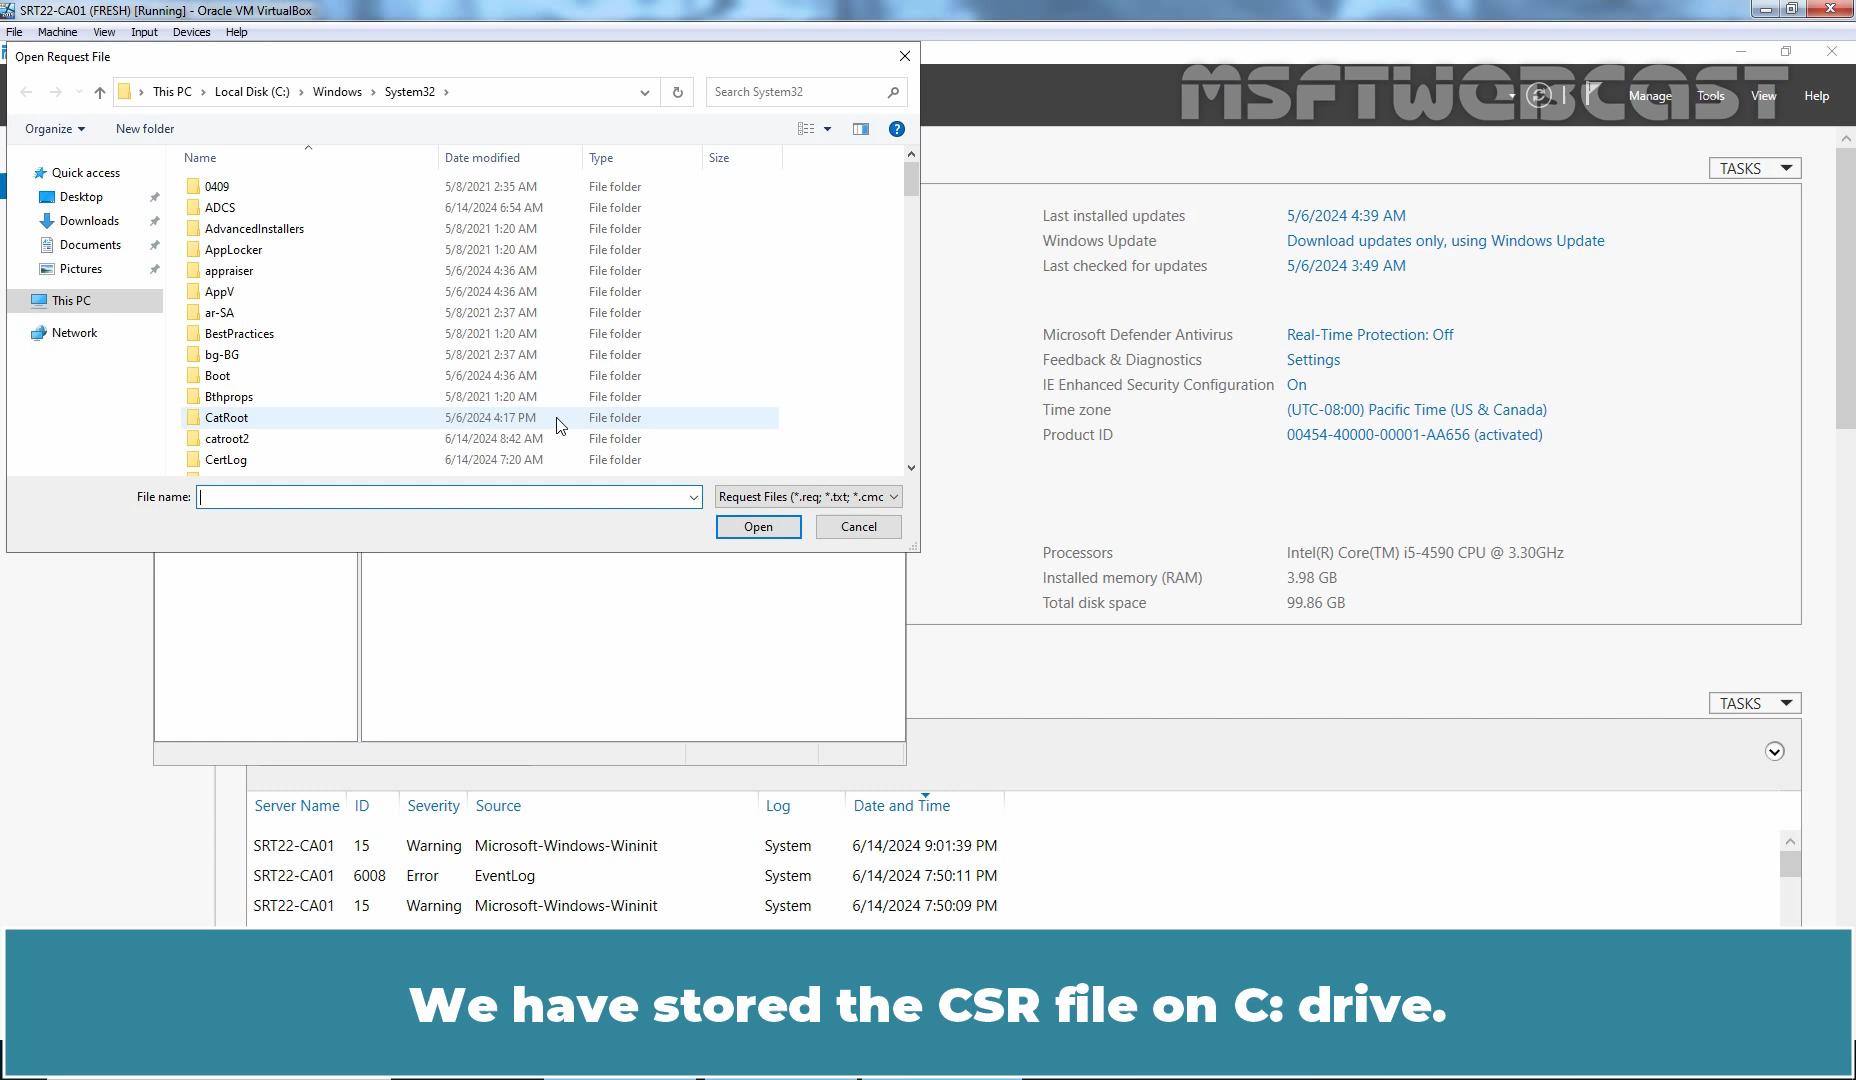 SRT22-CA01 (FRESH) [Running] - Oracle VM VirtualBox
File Machine View Input Devices Help
Open Request File
This PC > Local Disk (C:) > Windows > System32 >
Search System32
Organize New folder
Name Date modified Type Size
Quick access
Desktop
Downloads
Documents
Pictures
This PC
Network
0409 5/8/2021 2:35 AM File folder
ADCS 6/14/2024 6:54 AM File folder
AdvancedInstallers 5/8/2021 1:20 AM File folder
AppLocker 5/8/2021 1:20 AM File folder
appraiser 5/6/2024 4:36 AM File folder
AppV 5/6/2024 4:36 AM File folder
ar-SA 5/8/2021 2:37 AM File folder
BestPractices 5/8/2021 1:20 AM File folder
bg-BG 5/8/2021 2:37 AM File folder
Boot 5/6/2024 4:36 AM File folder
Bthprops 5/8/2021 1:20 AM File folder
CatRoot 5/6/2024 4:17 PM File folder
catroot2 6/14/2024 8:42 AM File folder
CertLog 6/14/2024 7:20 AM File folder
File name: Request Files (*.req; *.txt; *.cmc
Open Cancel
MSFTWEBCAST
Manage Tools View Help
TASKS
Last installed updates 5/6/2024 4:39 AM
Windows Update Download updates only, using Windows Update
Last checked for updates 5/6/2024 3:49 AM
Microsoft Defender Antivirus Real-Time Protection: Off
Feedback & Diagnostics Settings
IE Enhanced Security Configuration On
Time zone (UTC-08:00) Pacific Time (US & Canada)
Product ID 00454-40000-00001-AA656 (activated)
Processors Intel(R) Core(TM) i5-4590 CPU @ 3.30GHz
Installed memory (RAM) 3.98 GB
Total disk space 99.86 GB
TASKS
Server Name ID Severity Source Log Date and Time
SRT22-CA01 15 Warning Microsoft-Windows-Wininit System 6/14/2024 9:01:39 PM
SRT22-CA01 6008 Error EventLog System 6/14/2024 7:50:11 PM
SRT22-CA01 15 Warning Microsoft-Windows-Wininit System 6/14/2024 7:50:09 PM
We have stored the CSR file on C: drive.